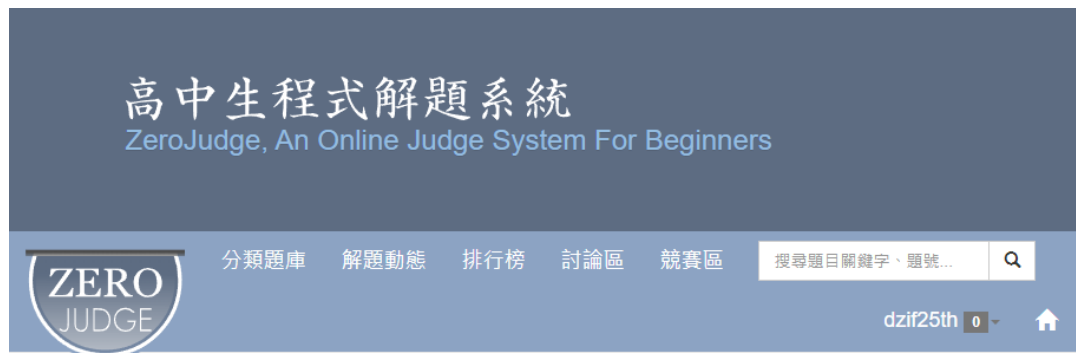 高中生程式解題系統
ZeroJudge, An Online Judge System For Beginners
ZERO
JUDGE
分類題庫 解題動態 排行榜 討論區 競賽區 搜尋題目關鍵字、題號...
dzif25th 0